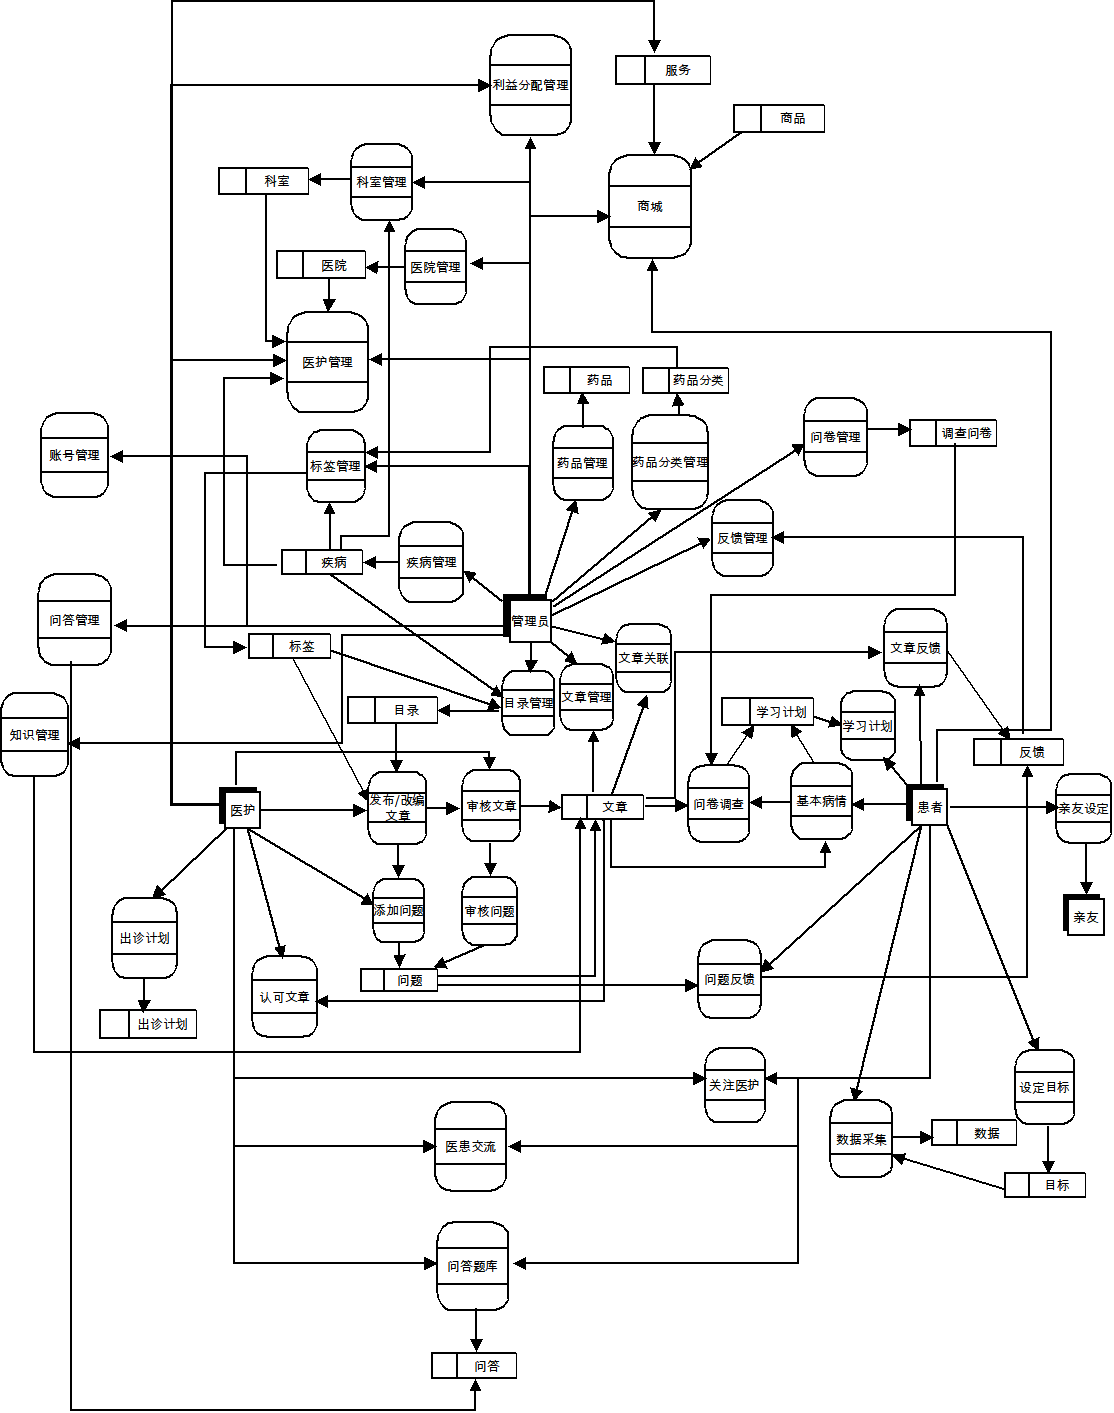 服务
利益分配管理
商品
科室
科室管理
商城
医院
医院管理
医护管理
药品
药品分类
问卷管理
调查问卷
账号管理
标签管理
药品管理
药品分类管理
反馈管理
疾病
疾病管理
问答管理
管理员
标签
文章关联
文章反馈
目录
目录管理
文章管理
学习计划
学习计划
知识管理
反馈
医护
发布/改编
文章
审核文章
文章
问卷调查
基本病情
患者
亲友设定
添加问题
审核问题
亲友
出诊计划
问题
问题反馈
认可文章
出诊计划
关注医护
设定目标
医患交流
数据采集
数据
目标
问答题库
问答